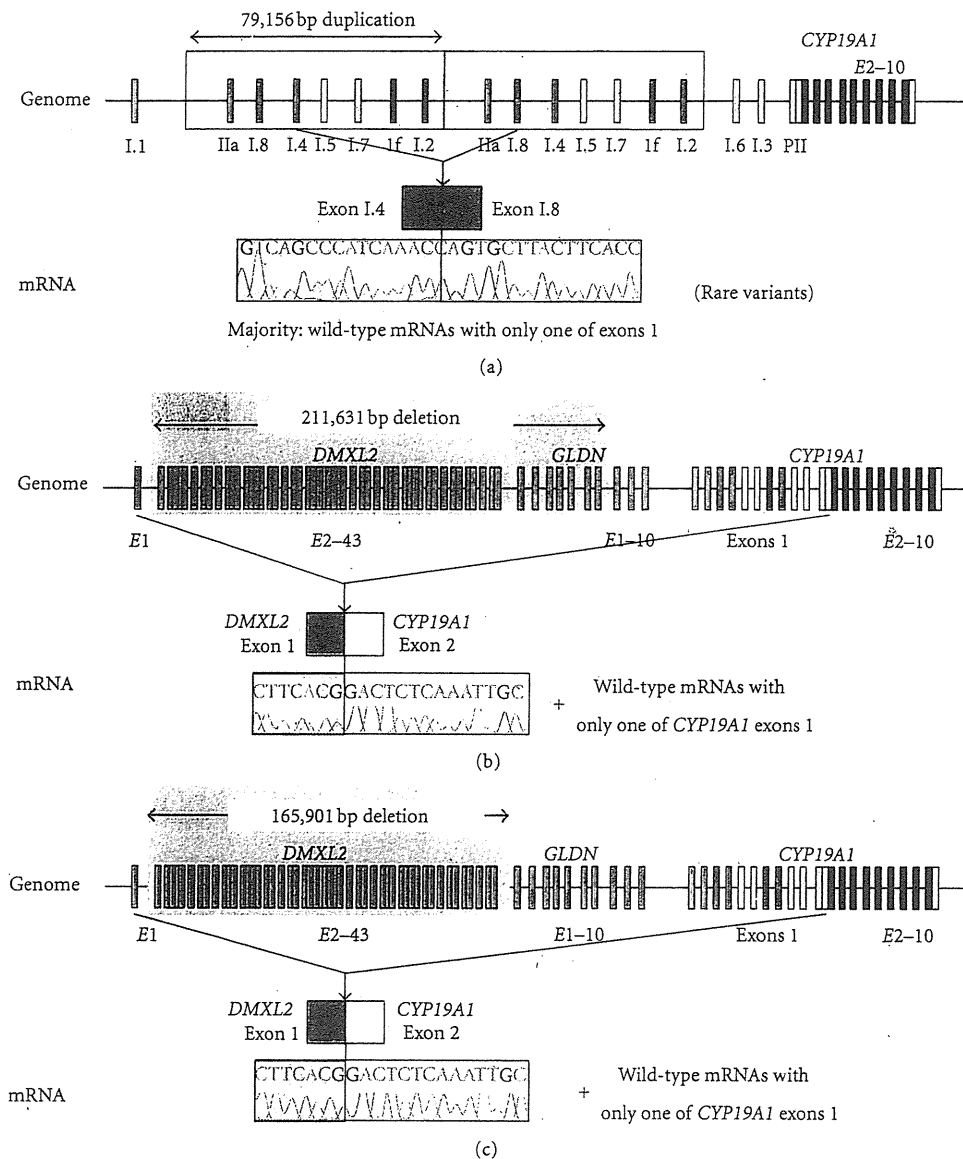 79,156 bp duplication
CYP19A1
E2–10
Genome
I.1 IIa I.8 I.4 I.5 I.7 1f I.2 IIa I.8 I.4 I.5 I.7 1f I.2 I.6 I.3 PII
Exon I.4 Exon I.8
GTCAGCCCATCAAACCAGTGCTTACTTCACC
mRNA
(Rare variants)
Majority: wild-type mRNAs with only one of exons 1
(a)
211,631 bp deletion
DMXL2 GLDN CYP19A1
Genome
E1 E2–43 E1–10 Exons 1 E2–10
DMXL2 CYP19A1
Exon 1 Exon 2
mRNA
CTTCACGGACTCTCAAATTGC
+ Wild-type mRNAs with
only one of CYP19A1 exons 1
(b)
165,901 bp deletion
DMXL2 GLDN CYP19A1
Genome
E1 E2–43 E1–10 Exons 1 E2–10
DMXL2 CYP19A1
Exon 1 Exon 2
mRNA
CTTCACGGACTCTCAAATTGC
+ Wild-type mRNAs with
only one of CYP19A1 exons 1
(c)